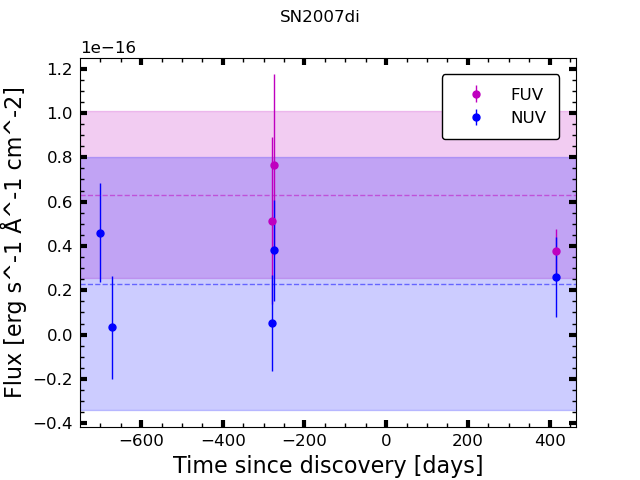 SN2007di
1e−16
1.2
1.0
0.8
0.6
0.4
0.2
0.0
−0.2
−0.4
Flux [erg s^-1 Å^-1 cm^-2]
FUV
NUV
−600
−400
−200
0
200
400
Time since discovery [days]